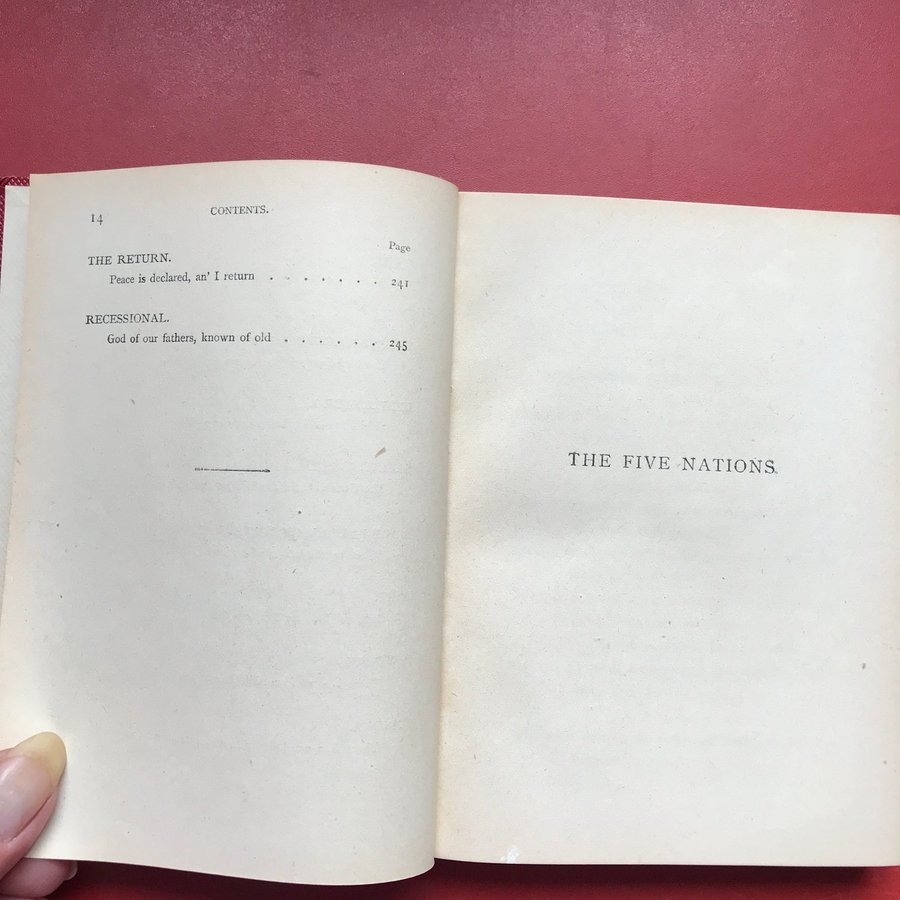 14 CONTENTS.
Page
THE RETURN.
Peace is declared, an' I return . . . . . . . 241
RECESSIONAL.
God of our fathers, known of old . . . . . . 245
THE FIVE NATIONS.